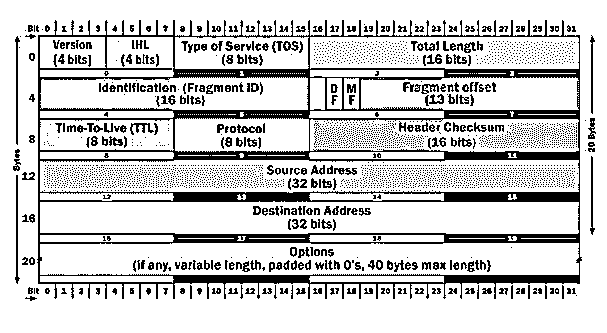 Bit 0 1 2 3 4 5 6 7 8 9 10 11 12 13 14 15 16 17 18 19 20 21 22 23 24 25 26 27 28 29 30 31
Version IHL Type of Service (TOS) Total Length
0 (4 bits) (4 bits) (8 bits) (16 bits)
0 1 2 3
Identification (Fragment ID) D M Fragment offset
4 (16 bits) F F (13 bits)
4 5 6 7
Time-To-Live (TTL) Protocol Header Checksum
8 (8 bits) (8 bits) (16 bits)
8 9 10 11
Bytes 20 Bytes
Source Address
12 (32 bits)
12 13 14 15
Destination Address
16 (32 bits)
16 17 18 19
Options
20 (if any, variable length, padded with 0's, 40 bytes max length)
Bit 0 1 2 3 4 5 6 7 8 9 10 11 12 13 14 15 16 17 18 19 20 21 22 23 24 25 26 27 28 29 30 31